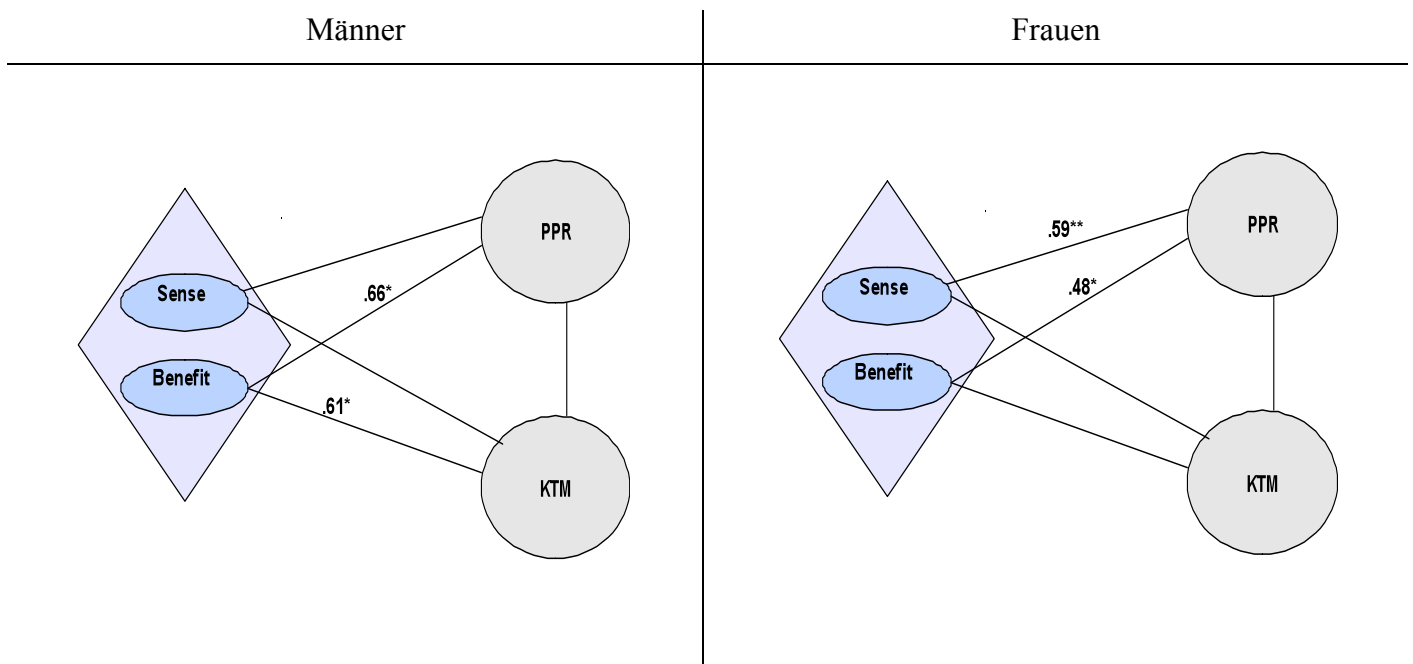 Männer
PPR
Sense
.66*
Benefit
.61*
KTM
Frauen
.59**
PPR
Sense
.48*
Benefit
KTM